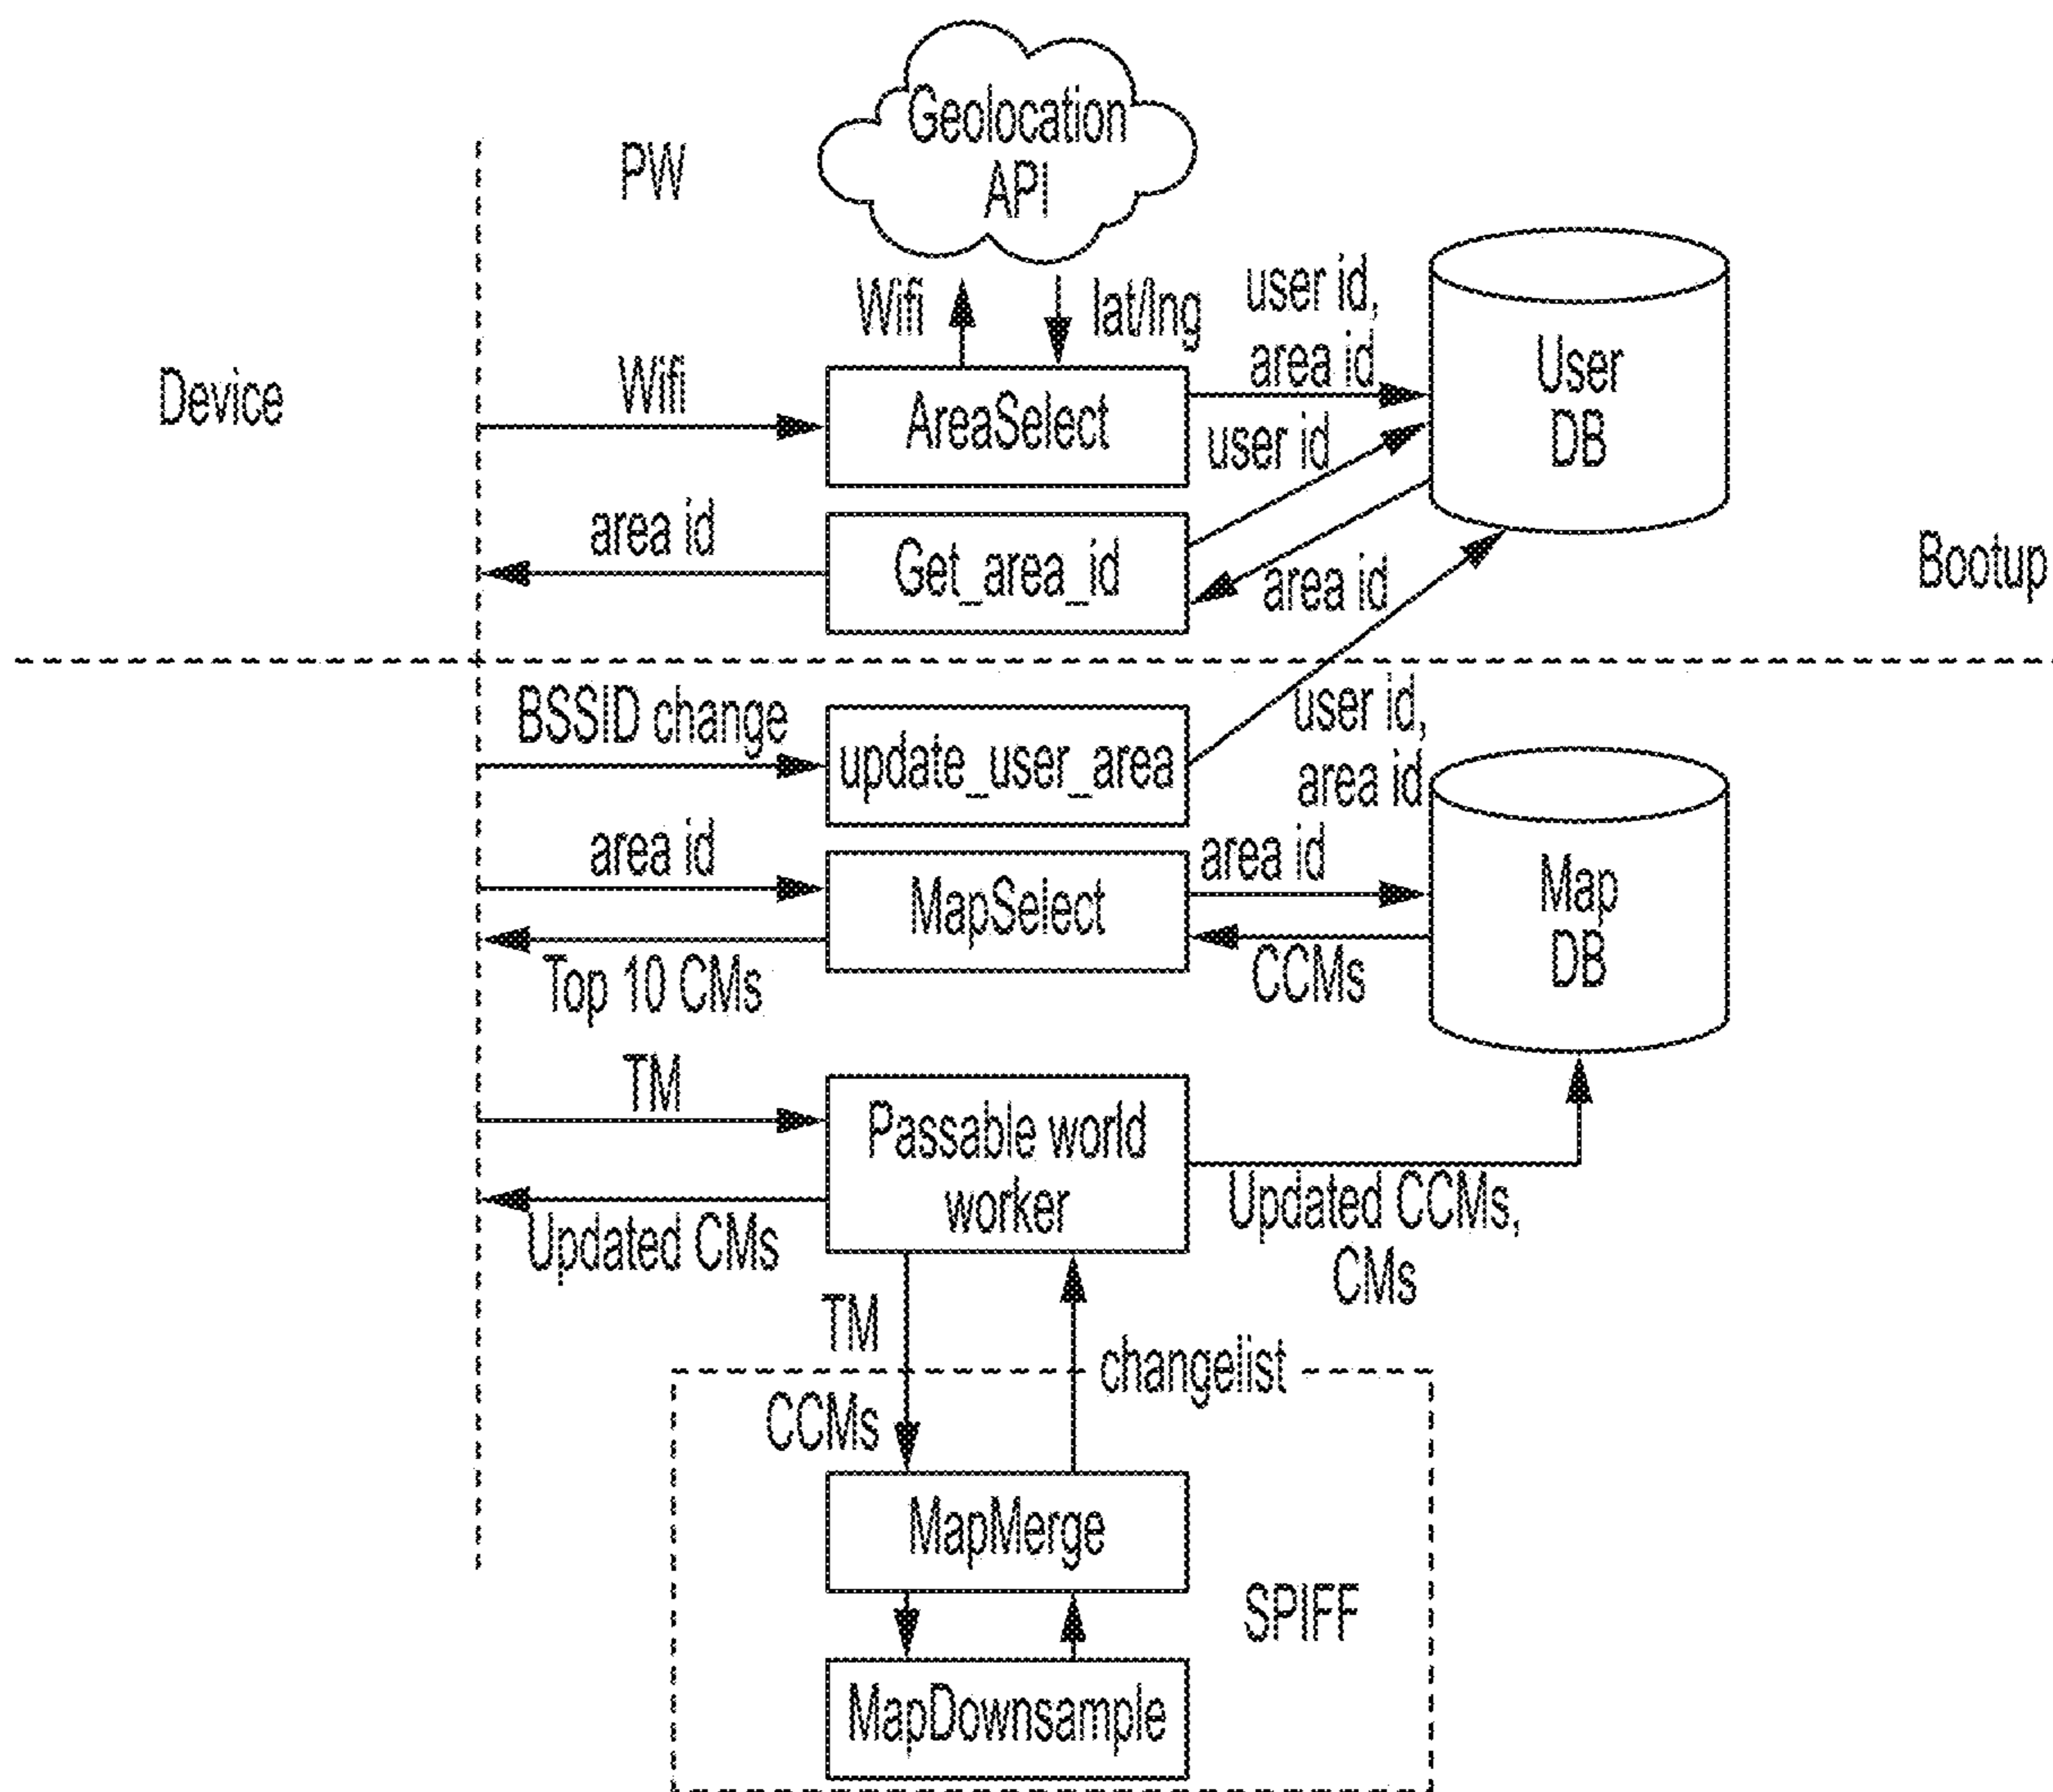 Geolocation
API
PW
Wifi
lat/lng
user id,
area id
User
DB
Device
Wifi
AreaSelect
user id
area id
Get_area_id
area id
Bootup
BSSID change
update_user_area
user id,
area id
area id
MapSelect
area id
Map
DB
Top 10 CMs
CCMs
TM
Passable world
worker
Updated CMs
Updated CCMs,
CMs
TM
changelist
CCMs
MapMerge
SPIFF
MapDownsample